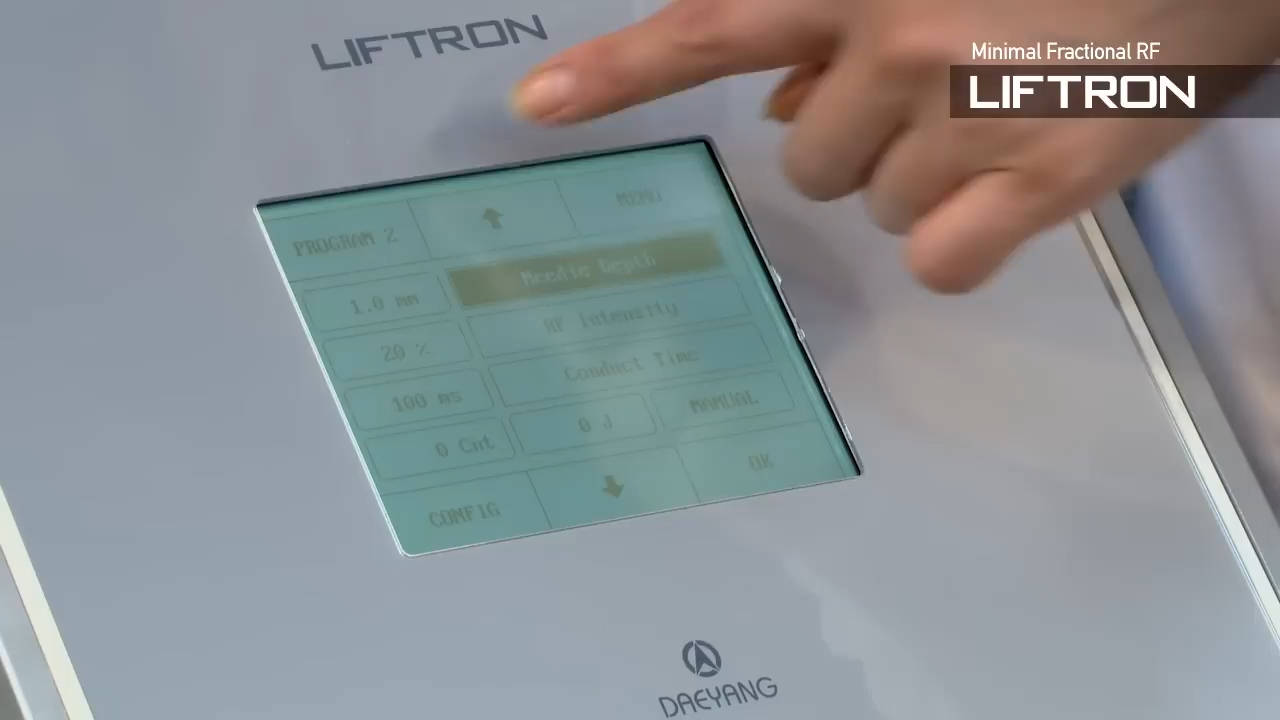 LIFTRON
Minimal Fractional RF
LIFTRON
PROGRAM 2
MENU
1.0 mm
Needle Depth
20 %
RF Intensity
100 ms
Conduct Time
0 Cnt
0 J
MANUAL
CONFIG
OK
DAEYANG